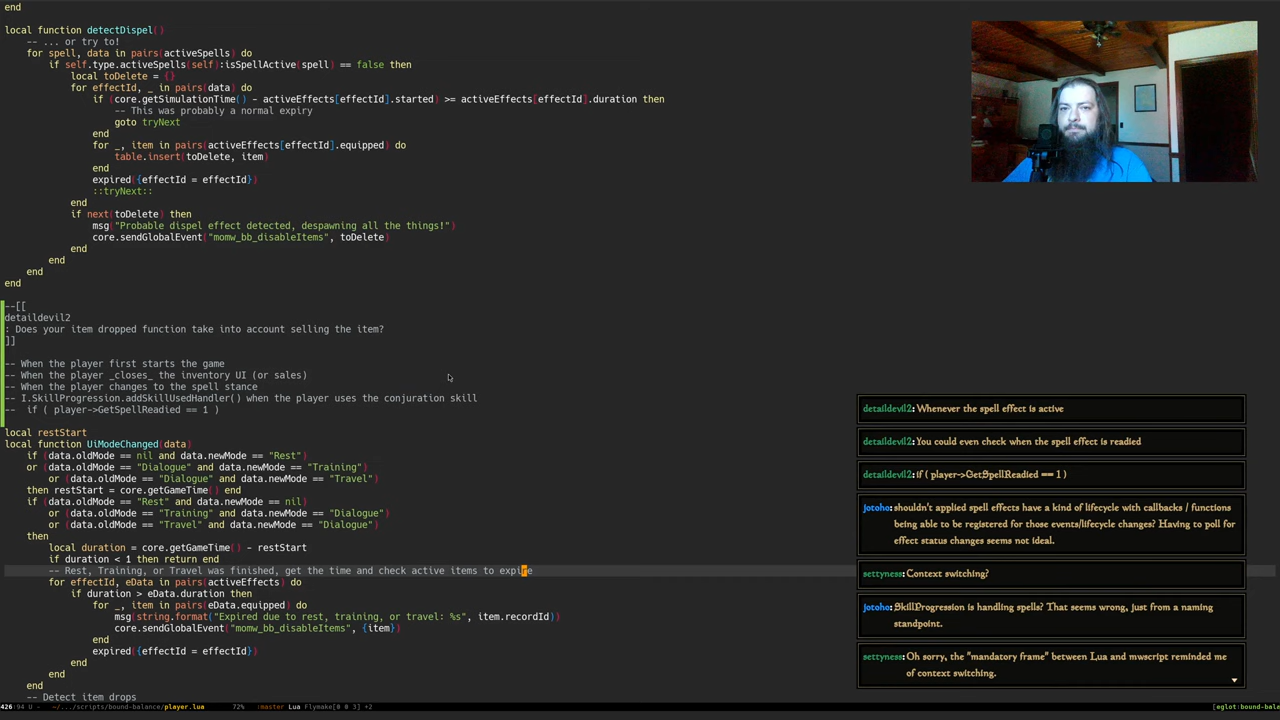 end
local function detectDispel()
    -- ... or try to!
    for spell, data in pairs(activeSpells) do
        if self.type.activeSpells(self):isSpellActive(spell) == false then
            local toDelete = {}
            for effectId, _ in pairs(data) do
                if (core.getSimulationTime() - activeEffects[effectId].started) >= activeEffects[effectId].duration then
                    -- This was probably a normal expiry
                    goto tryNext
                end
                for _, item in pairs(activeEffects[effectId].equipped) do
                    table.insert(toDelete, item)
                end
                expired({effectId = effectId})
                ::tryNext::
            end
            if next(toDelete) then
                msg("Probable dispel effect detected, despawning all the things!")
                core.sendGlobalEvent("momw_bb_disableItems", toDelete)
            end
        end
    end
end
--[[
detaildevil2
: Does your item dropped function take into account selling the item?
]]
-- When the player first starts the game
-- When the player _closes_ the inventory UI (or sales)
-- When the player changes to the spell stance
-- I.SkillProgression.addSkillUsedHandler() when the player uses the conjuration skill
--  if ( player->GetSpellReadied == 1 )
local restStart
local function UiModeChanged(data)
    if (data.oldMode == nil and data.newMode == "Rest")
    or (data.oldMode == "Dialogue" and data.newMode == "Training")
        or (data.oldMode == "Dialogue" and data.newMode == "Travel")
    then restStart = core.getGameTime() end
    if (data.oldMode == "Rest" and data.newMode == nil)
        or (data.oldMode == "Training" and data.newMode == "Dialogue")
        or (data.oldMode == "Travel" and data.newMode == "Dialogue")
    then
        local duration = core.getGameTime() - restStart
        if duration < 1 then return end
        -- Rest, Training, or Travel was finished, get the time and check active items to expire
        for effectId, eData in pairs(activeEffects) do
            if duration > eData.duration then
                for _, item in pairs(eData.equipped) do
                    msg(string.format("Expired due to rest, training, or travel: %s", item.recordId))
                    core.sendGlobalEvent("momw_bb_disableItems", {item})
                end
                expired({effectId = effectId})
            end
        end
    end
    -- Detect item drops
426:94 U -  ~/.../scripts/bound-balance/player.lua      72%  :master  Lua  Flymake[0 0 3] +2
[eglot:bound-bala
detaildevil2: Whenever the spell effect is active
detaildevil2: You could even check when the spell effect is readied
detaildevil2: if ( player->GetSpellReadied == 1 )
jotoho: shouldn't applied spell effects have a kind of lifecycle with callbacks / functions
being able to be registered for those events/lifecycle changes? Having to poll for
effect status changes seems not ideal.
settyness: Context switching?
jotoho: SkillProgression is handling spells? That seems wrong, just from a naming
standpoint.
settyness: Oh sorry, the "mandatory frame" between Lua and mwscript reminded me
of context switching.